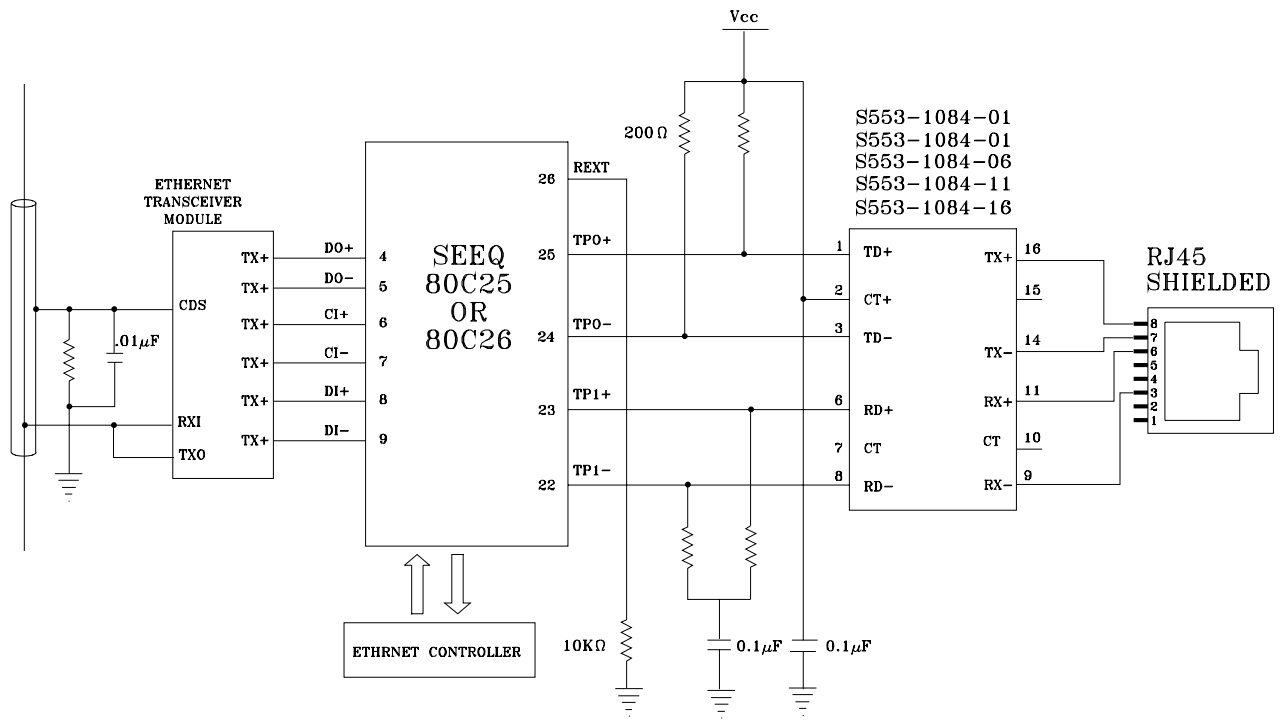 Vcc
200Ω
S553-1084-01
S553-1084-01
S553-1084-06
S553-1084-11
S553-1084-16
ETHERNET
TRANSCEIVER
MODULE
CDS
RXI
TXO
.01μF
TX+
TX+
TX+
TX+
TX+
TX+
DO+
DO-
CI+
CI-
DI+
DI-
4
5
6
7
8
9
SEEQ
80C25
OR
80C26
26
25
24
23
22
REXT
TPO+
TPO-
TP1+
TP1-
1
2
3
6
7
8
TD+
CT+
TD-
RD+
CT
RD-
TX+
TX-
RX+
CT
RX-
16
15
14
11
10
9
RJ45
SHIELDED
8
7
6
5
4
3
2
1
ETHRNET CONTROLLER
10KΩ
0.1μF
0.1μF